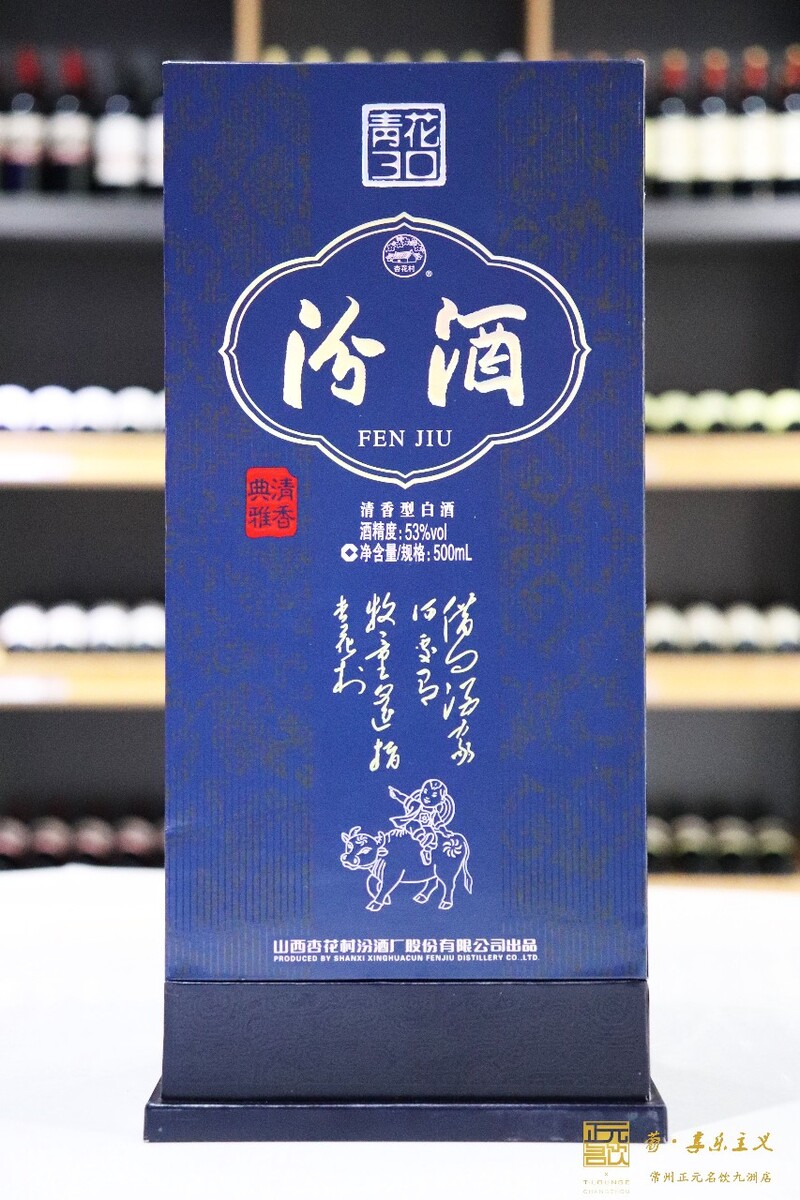 青花
30
杏花村
®
汾酒
FEN JIU
清香
典雅
清香型白酒
酒精度:53%vol
净含量/规格:500mL
借问酒家
何处有
牧童遥指
杏花村
山西杏花村汾酒厂股份有限公司出品
PRODUCED BY SHANXI XINGHUACUN FENJIU DISTILLERY CO.,LTD.
葡·享乐主义
常州正元名饮九洲店